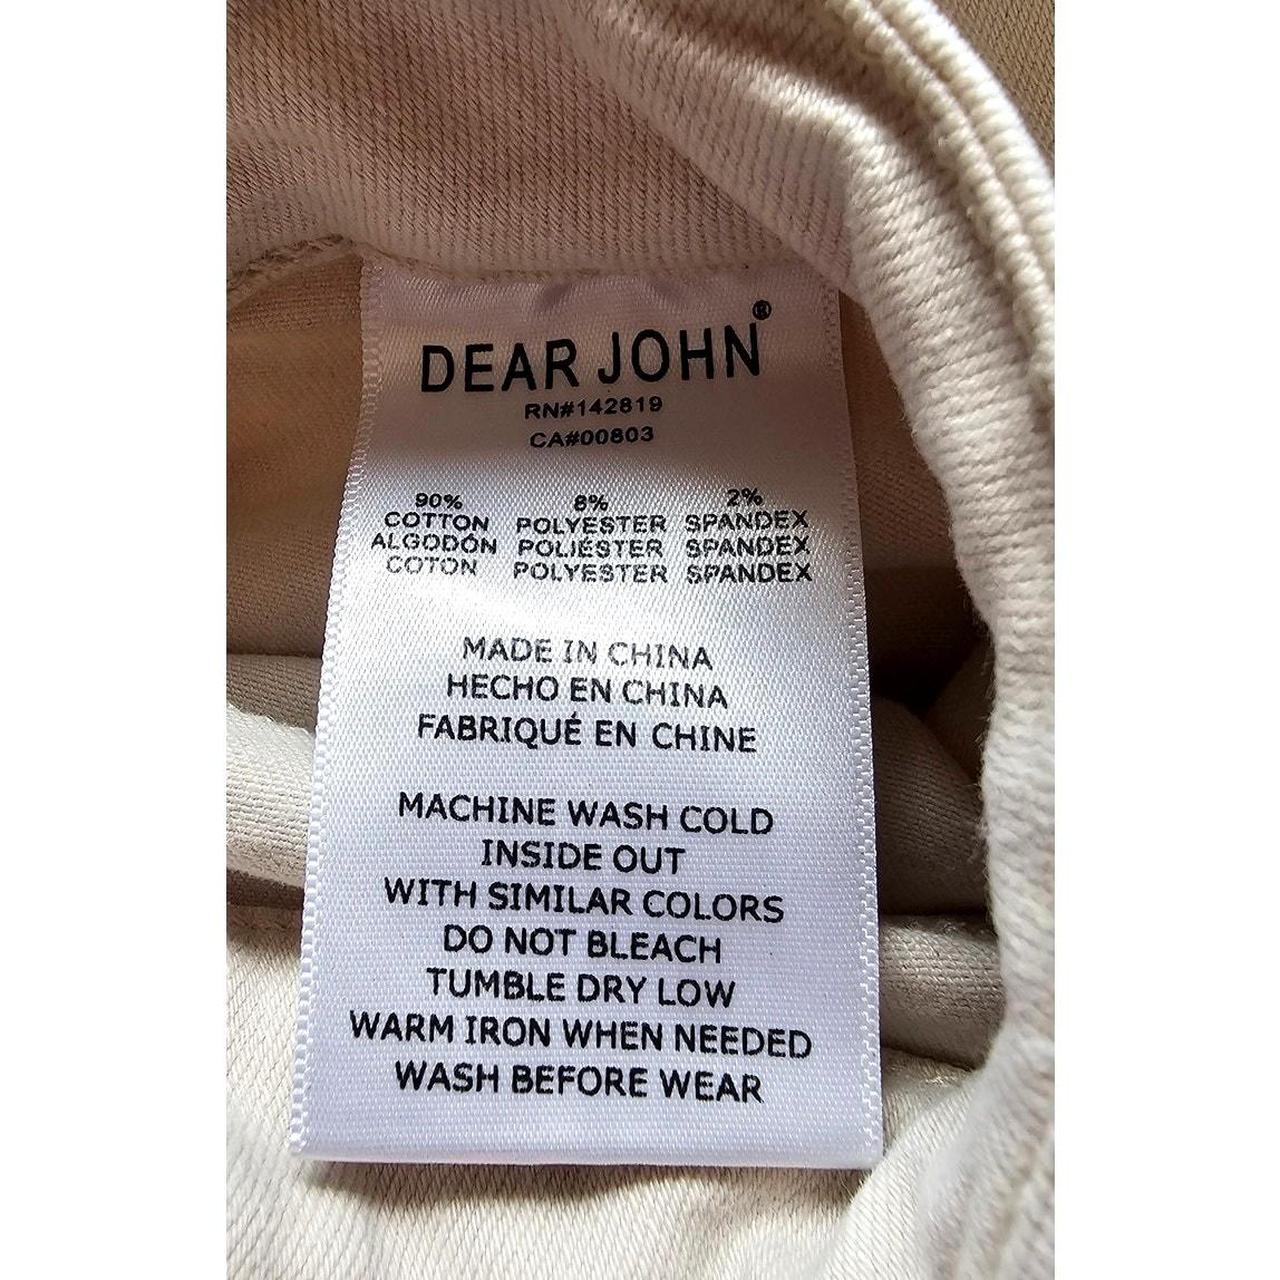 DEAR JOHN®
RN#142819
CA#00803
90% 8% 2%
COTTON POLYESTER SPANDEX
ALGODÓN POLIÉSTER SPANDEX
COTON POLYESTER SPANDEX
MADE IN CHINA
HECHO EN CHINA
FABRIQUÉ EN CHINE
MACHINE WASH COLD
INSIDE OUT
WITH SIMILAR COLORS
DO NOT BLEACH
TUMBLE DRY LOW
WARM IRON WHEN NEEDED
WASH BEFORE WEAR